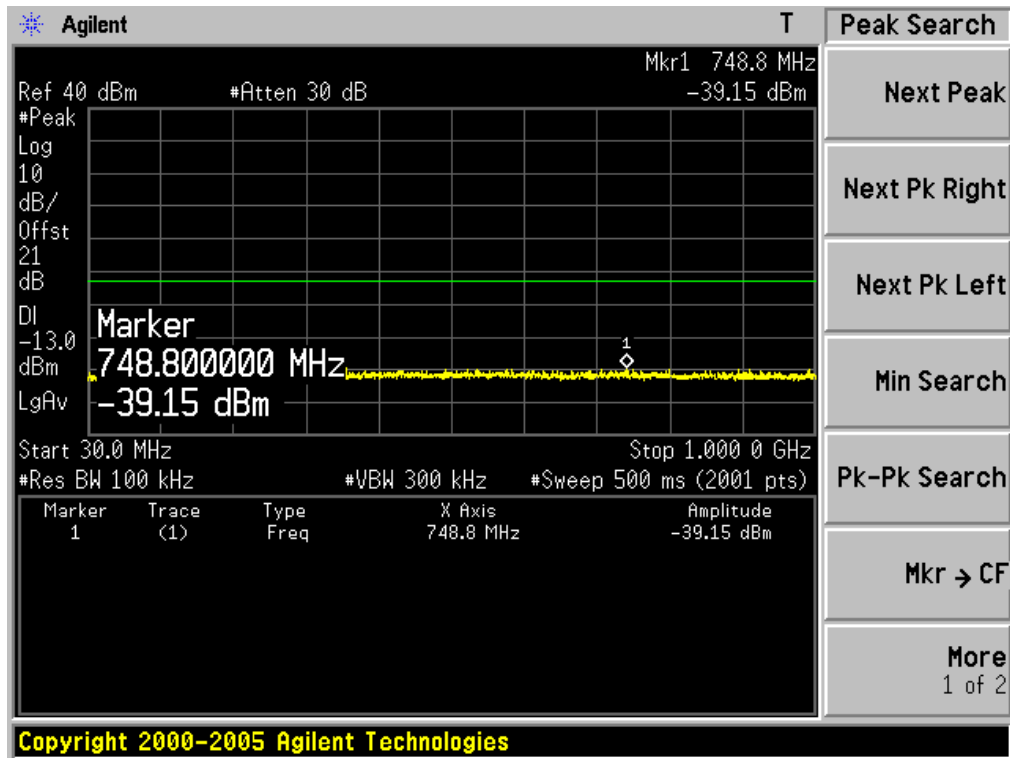 Agilent T
Peak Search
Mkr1 748.8 MHz
Ref 40 dBm #Atten 30 dB -39.15 dBm
#Peak
Log
10
dB/
Offst
21
dB
DI
-13.0
dBm
LgAv
Marker
748.800000 MHz
-39.15 dBm
1
Start 30.0 MHz Stop 1.000 0 GHz
#Res BW 100 kHz #VBW 300 kHz #Sweep 500 ms (2001 pts)
Marker Trace Type X Axis Amplitude
1 (1) Freq 748.8 MHz -39.15 dBm
Next Peak
Next Pk Right
Next Pk Left
Min Search
Pk-Pk Search
Mkr → CF
More
1 of 2
Copyright 2000-2005 Agilent Technologies